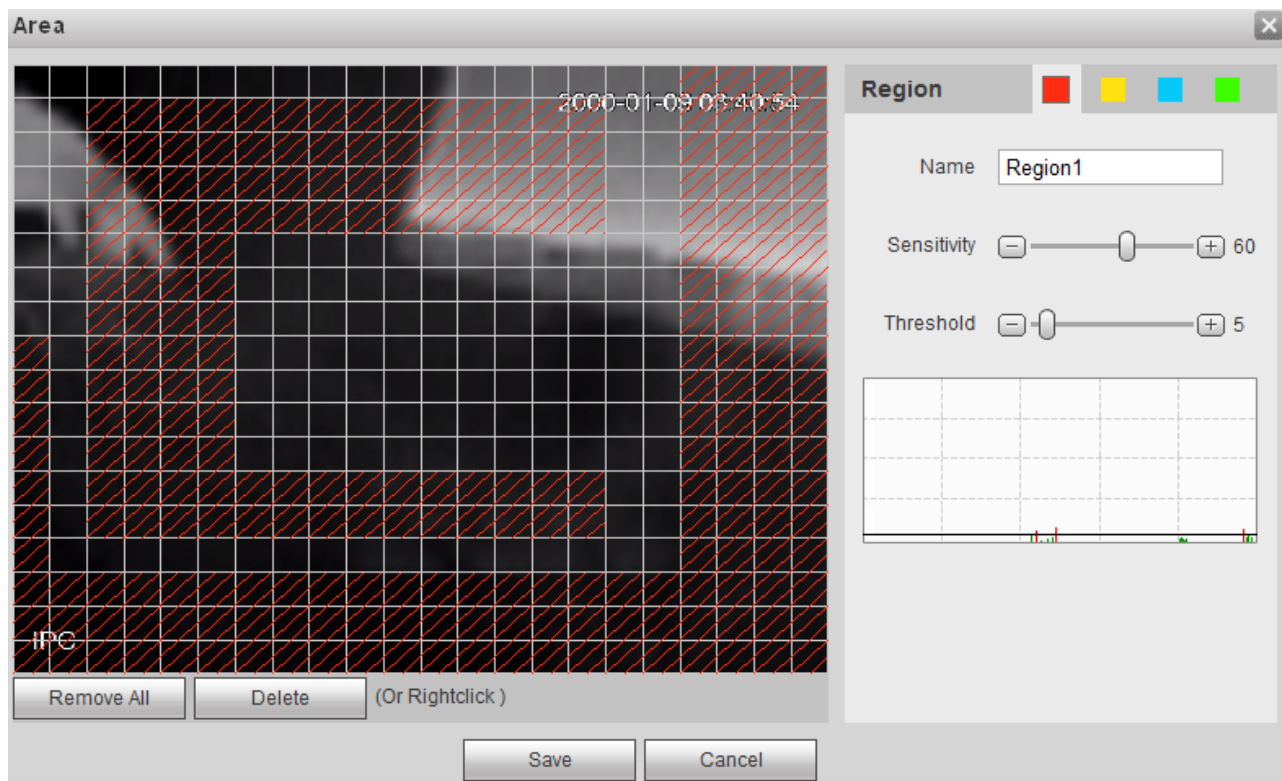 Area
2000-01-09 03:40:54
IPC
Remove All
Delete
(Or Rightclick )
Region
Name
Region1
Sensitivity
60
Threshold
5
Save
Cancel